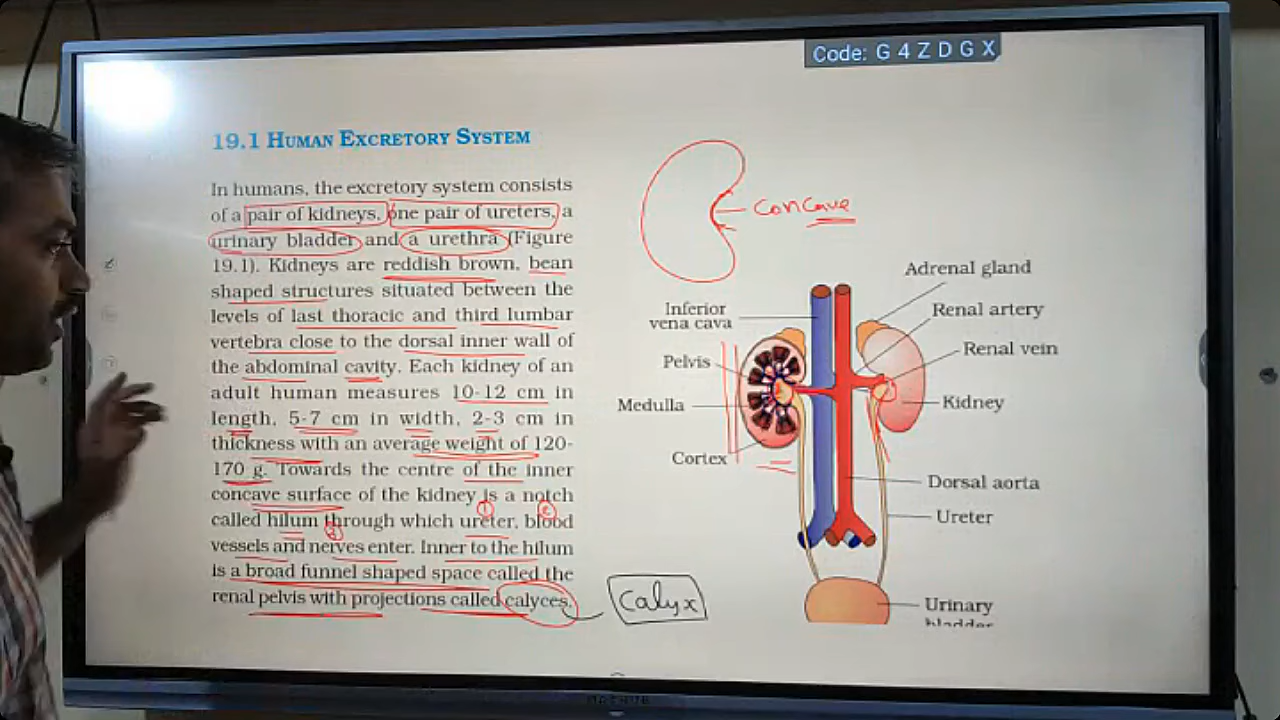 Code: G4ZDGX
19.1 HUMAN EXCRETORY SYSTEM
In humans, the excretory system consists
of a pair of kidneys, one pair of ureters, a
urinary bladder and a urethra (Figure
19.1). Kidneys are reddish brown, bean
shaped structures situated between the
levels of last thoracic and third lumbar
vertebra close to the dorsal inner wall of
the abdominal cavity. Each kidney of an
adult human measures 10-12 cm in
length, 5-7 cm in width, 2-3 cm in
thickness with an average weight of 120-
170 g. Towards the centre of the inner
concave surface of the kidney is a notch
called hilum through which ureter, blood
vessels and nerves enter. Inner to the hilum
is a broad funnel shaped space called the
renal pelvis with projections called calyces.
Calyx
Concave
Adrenal gland
Inferior
vena cava
Renal artery
Renal vein
Pelvis
Medulla
Kidney
Cortex
Dorsal aorta
Ureter
Urinary
bladder